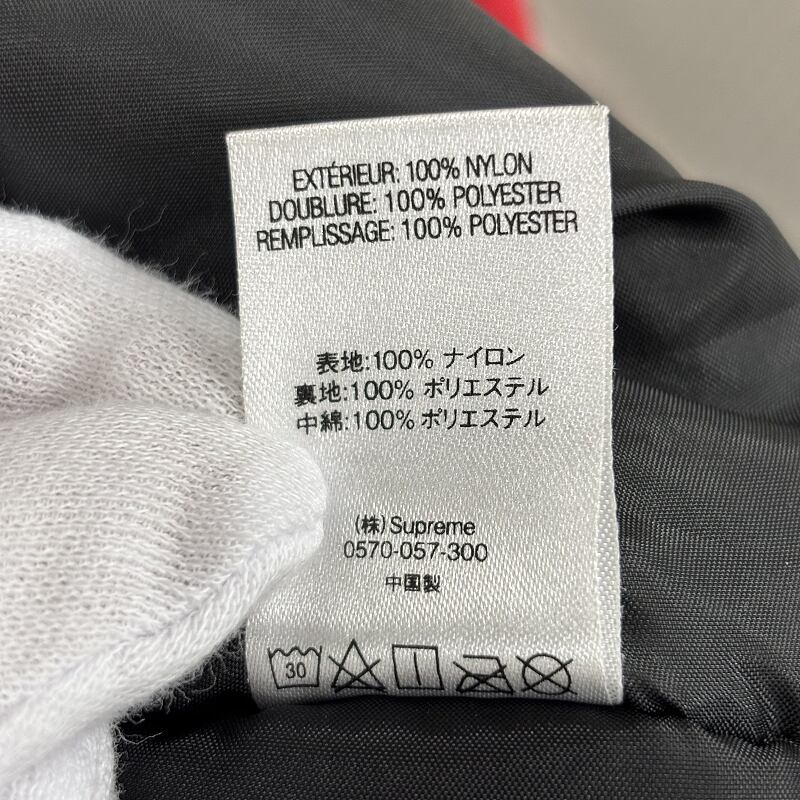 EXTÉRIEUR: 100% NYLON
DOUBLURE: 100% POLYESTER
REMPLISSAGE: 100% POLYESTER
表地:100% ナイロン
裏地:100% ポリエステル
中綿:100% ポリエステル
(株)Supreme
0570-057-300
中国製
30